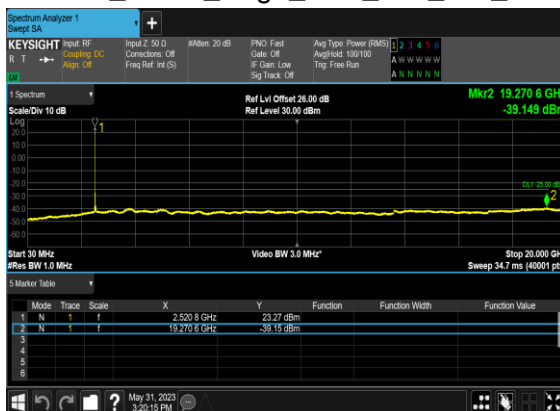 Spectrum Analyzer 1
Swept SA
+
KEYSIGHT
R T
LU
Input: RF
Coupling: DC
Align: Off
Input Z: 50 Ω
Corrections: Off
Freq Ref: Int (S)
#Atten: 20 dB
PNO: Fast
Gate: Off
IF Gain: Low
Sig Track: Off
Avg Type: Power (RMS)
Avg|Hold: 100/100
Trig: Free Run
1 2 3 4 5 6
A W W W W W
A N N N N N
1 Spectrum
Scale/Div 10 dB
Ref Lvl Offset 26.00 dB
Ref Level 30.00 dBm
Mkr2 19.270 6 GH
-39.149 dBm
Log
20.0
10.0
0.00
-10.0
-20.0
-30.0
-40.0
-50.0
-60.0
1
DL1 -25.00 dB
2
Start 30 MHz
#Res BW 1.0 MHz
Video BW 3.0 MHz*
Stop 20.000 GH
Sweep 34.7 ms (40001 pt
5 Marker Table
Mode Trace Scale X Y Function Function Width Function Value
1 N 1 f 2.520 8 GHz 23.27 dBm
2 N 1 f 19.270 6 GHz -39.15 dBm
3
4
5
6
?
May 31, 2023
3:20:15 PM